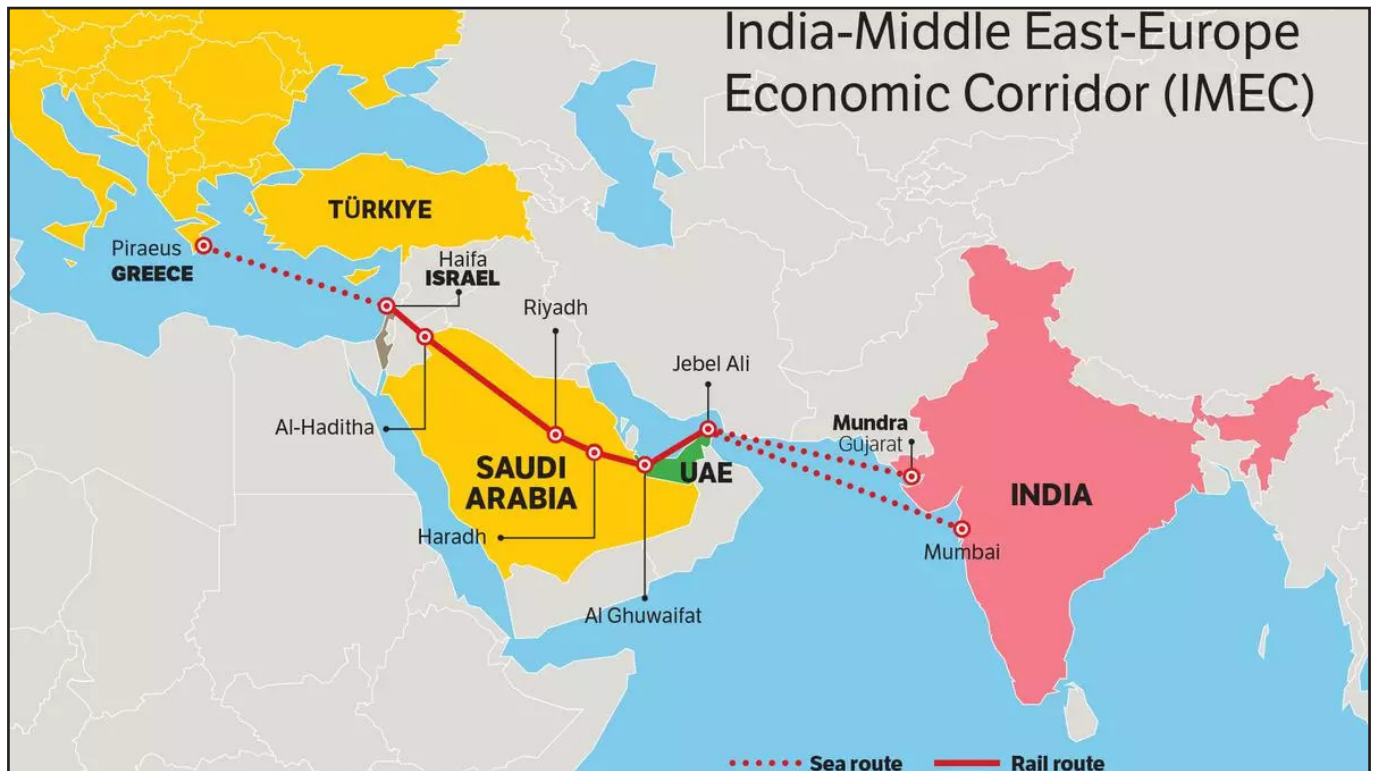 India-Middle East-Europe
Economic Corridor (IMEC)
TÜRKIYE
Piraeus
GREECE
Haifa
ISRAEL
Riyadh
Jebel Ali
Al-Haditha
Mundra
Gujarat
SAUDI
ARABIA
UAE
INDIA
Haradh
Mumbai
Al Ghuwaifat
Sea route
Rail route